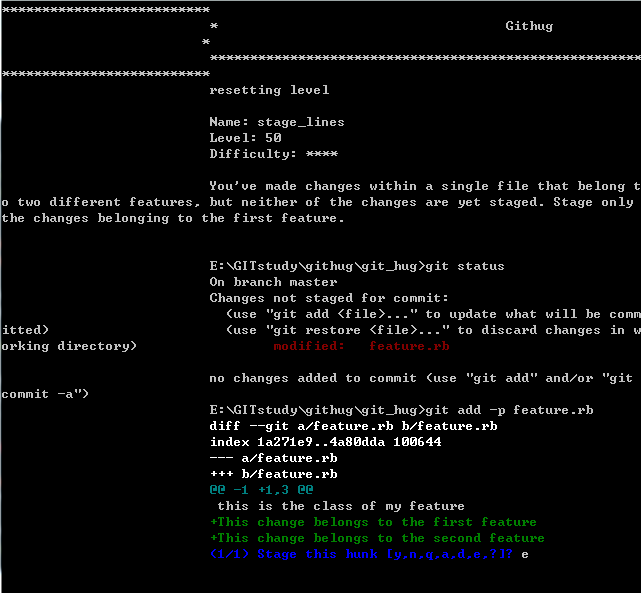 **************************
* Githug
*
******************************************************
**************************
resetting level
Name: stage_lines
Level: 50
Difficulty: ****
You've made changes within a single file that belong t
o two different features, but neither of the changes are yet staged. Stage only
the changes belonging to the first feature.
E:\GITstudy\githug\git_hug>git status
On branch master
Changes not staged for commit:
(use "git add <file>..." to update what will be comm
itted) (use "git restore <file>..." to discard changes in w
orking directory) modified: feature.rb
no changes added to commit (use "git add" and/or "git
commit -a")
E:\GITstudy\githug\git_hug>git add -p feature.rb
diff --git a/feature.rb b/feature.rb
index 1a271e9..4a80dda 100644
--- a/feature.rb
+++ b/feature.rb
@@ -1 +1,3 @@
this is the class of my feature
+This change belongs to the first feature
+This change belongs to the second feature
(1/1) Stage this hunk [y,n,q,a,d,e,?]? e